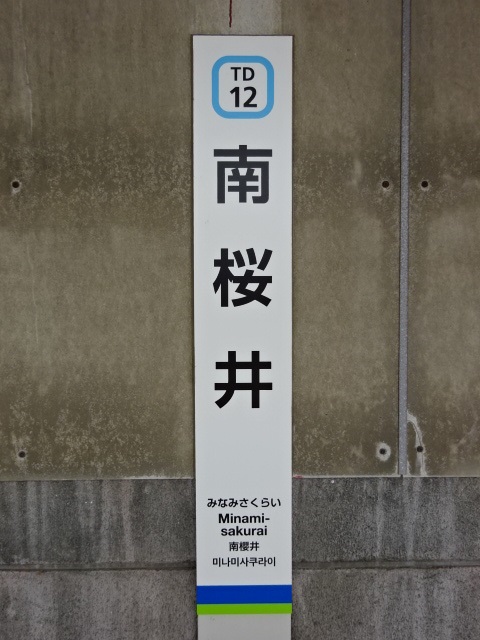 TD
12
南
桜
井
みなみさくらい
Minami-
sakurai
南櫻井
미나미사쿠라이